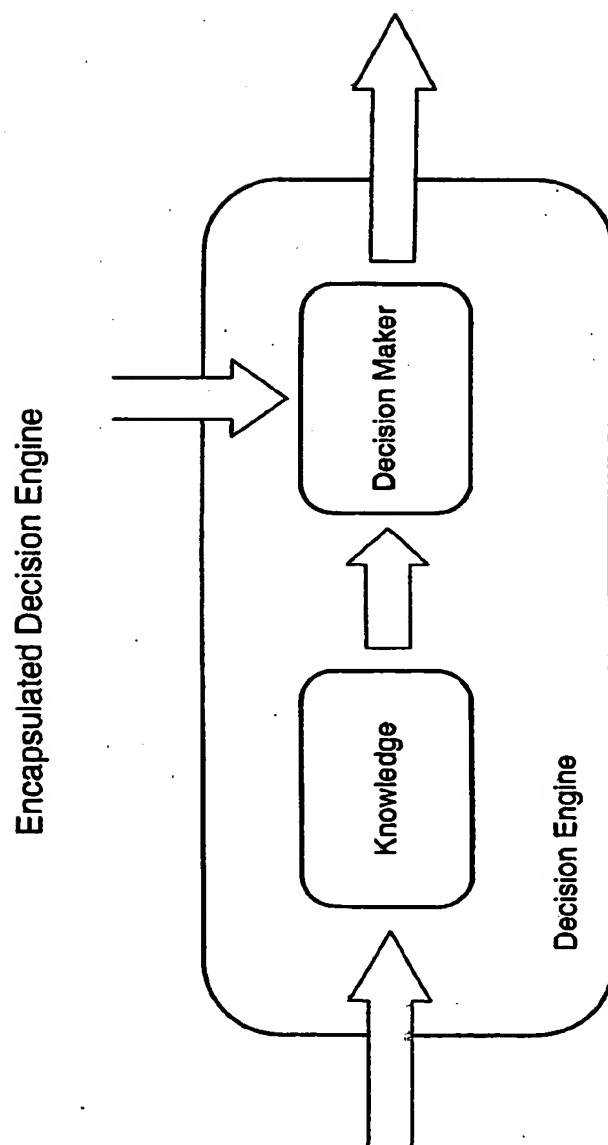 Encapsulated Decision Engine
Knowledge
Decision Maker
Decision Engine